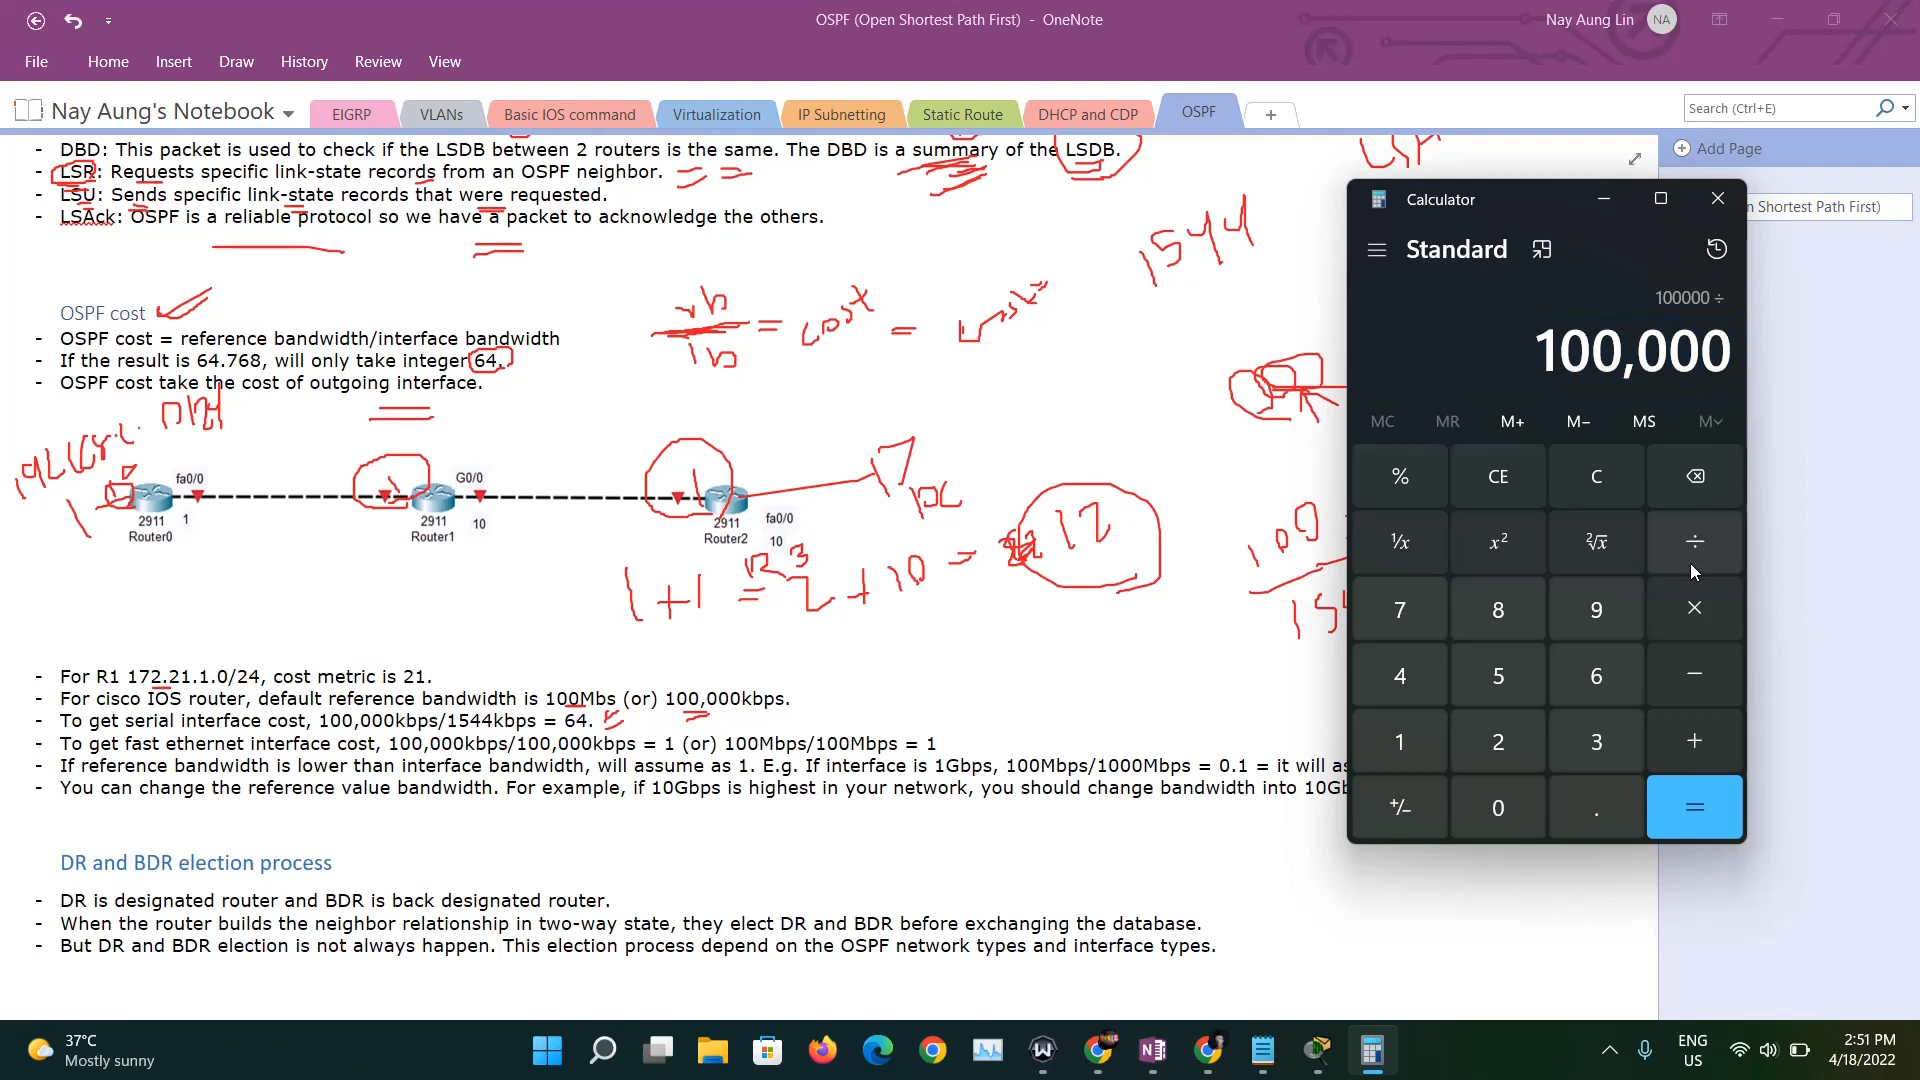 OSPF (Open Shortest Path First) - OneNote
Nay Aung Lin
NA
File Home Insert Draw History Review View
Nay Aung's Notebook
EIGRP VLANs Basic IOS command Virtualization IP Subnetting Static Route DHCP and CDP OSPF +
Search (Ctrl+E)
Add Page
n Shortest Path First)
- DBD: This packet is used to check if the LSDB between 2 routers is the same. The DBD is a summary of the LSDB.
- LSR: Requests specific link-state records from an OSPF neighbor.
- LSU: Sends specific link-state records that were requested.
- LSAck: OSPF is a reliable protocol so we have a packet to acknowledge the others.
1544
OSPF cost
- OSPF cost = reference bandwidth/interface bandwidth
- If the result is 64.768, will only take integer 64.
- OSPF cost take the cost of outgoing interface.
= cost =
fa0/0
1
2911
Router0
G0/0
10
2911
Router1
fa0/0
10
2911
Router2
1+1 = 2 + 10 = 12
- For R1 172.21.1.0/24, cost metric is 21.
- For cisco IOS router, default reference bandwidth is 100Mbs (or) 100,000kbps.
- To get serial interface cost, 100,000kbps/1544kbps = 64.
- To get fast ethernet interface cost, 100,000kbps/100,000kbps = 1 (or) 100Mbps/100Mbps = 1
- If reference bandwidth is lower than interface bandwidth, will assume as 1. E.g. If interface is 1Gbps, 100Mbps/1000Mbps = 0.1 = it will as
- You can change the reference value bandwidth. For example, if 10Gbps is highest in your network, you should change bandwidth into 10Gb
DR and BDR election process
- DR is designated router and BDR is back designated router.
- When the router builds the neighbor relationship in two-way state, they elect DR and BDR before exchanging the database.
- But DR and BDR election is not always happen. This election process depend on the OSPF network types and interface types.
Calculator
Standard
100000 ÷
100,000
MC MR M+ M− MS M
% CE C
1/x x² ²√x ÷
7 8 9 ×
4 5 6 −
1 2 3 +
+/− 0 . =
37°C
Mostly sunny
ENG
US
2:51 PM
4/18/2022